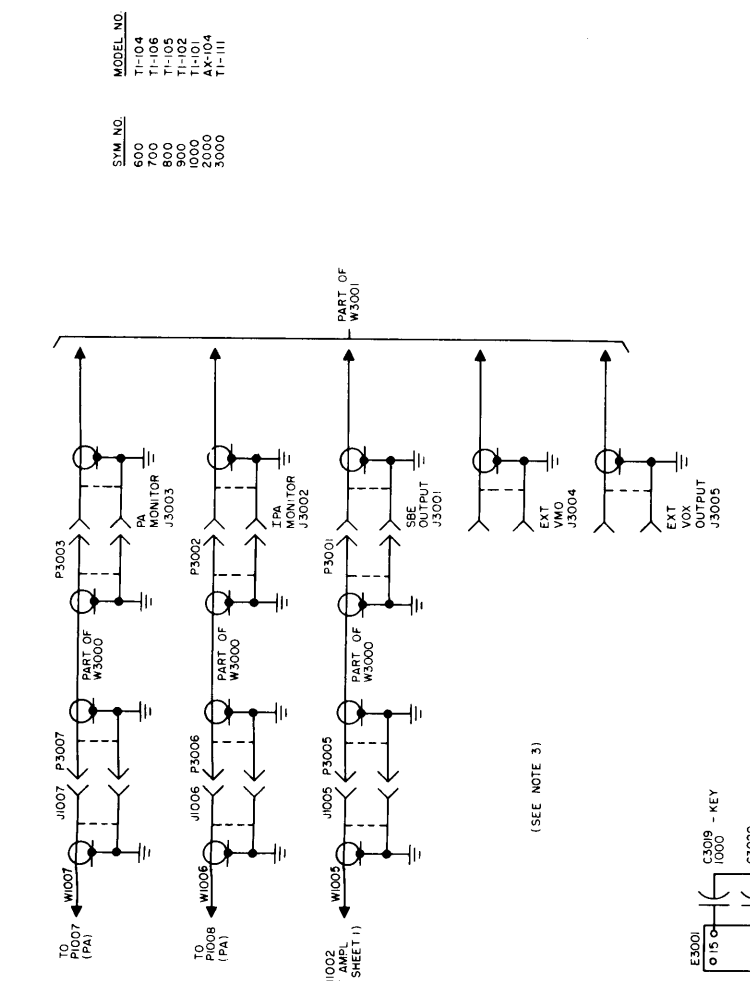 SYM. NO. MODEL NO.
600 TI-104
700 TI-106
800 TI-105
900 TI-102
1000 TI-101
2000 AX-104
3000 TI-111
PART OF
W3001
P3003
PA
MONITOR
J3003
PART OF
W3000
P3007
J1007
W1007
TO
P1007
(PA)
P3002
IPA
MONITOR
J3002
PART OF
W3000
P3006
J1006
W1006
TO
P1008
(PA)
P3001
SBE
OUTPUT
J3001
PART OF
W3000
P3005
J1005
W1005
AMPL
SHEET 1)
EXT
VMO
J3004
EXT
VOX
OUTPUT
J3005
(SEE NOTE 3)
C3019 - KEY
1000
E3001
15